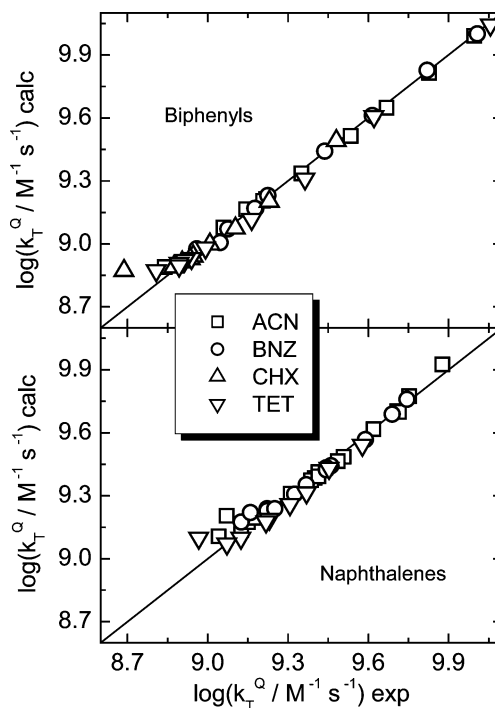 9.9
9.6
9.3
9.0
8.7
log(k_T^Q / M^-1 s^-1) calc
Biphenyls
□ ACN
○ BNZ
△ CHX
▽ TET
9.9
9.6
9.3
9.0
8.7
log(k_T^Q / M^-1 s^-1) calc
Naphthalenes
8.7 9.0 9.3 9.6 9.9
log(k_T^Q / M^-1 s^-1) exp